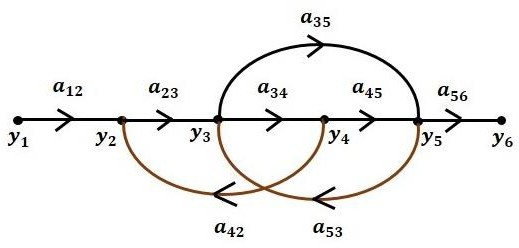 a₃₅
a₁₂ a₂₃ a₃₄ a₄₅ a₅₆
y₁ y₂ y₃ y₄ y₅ y₆
a₄₂ a₅₃